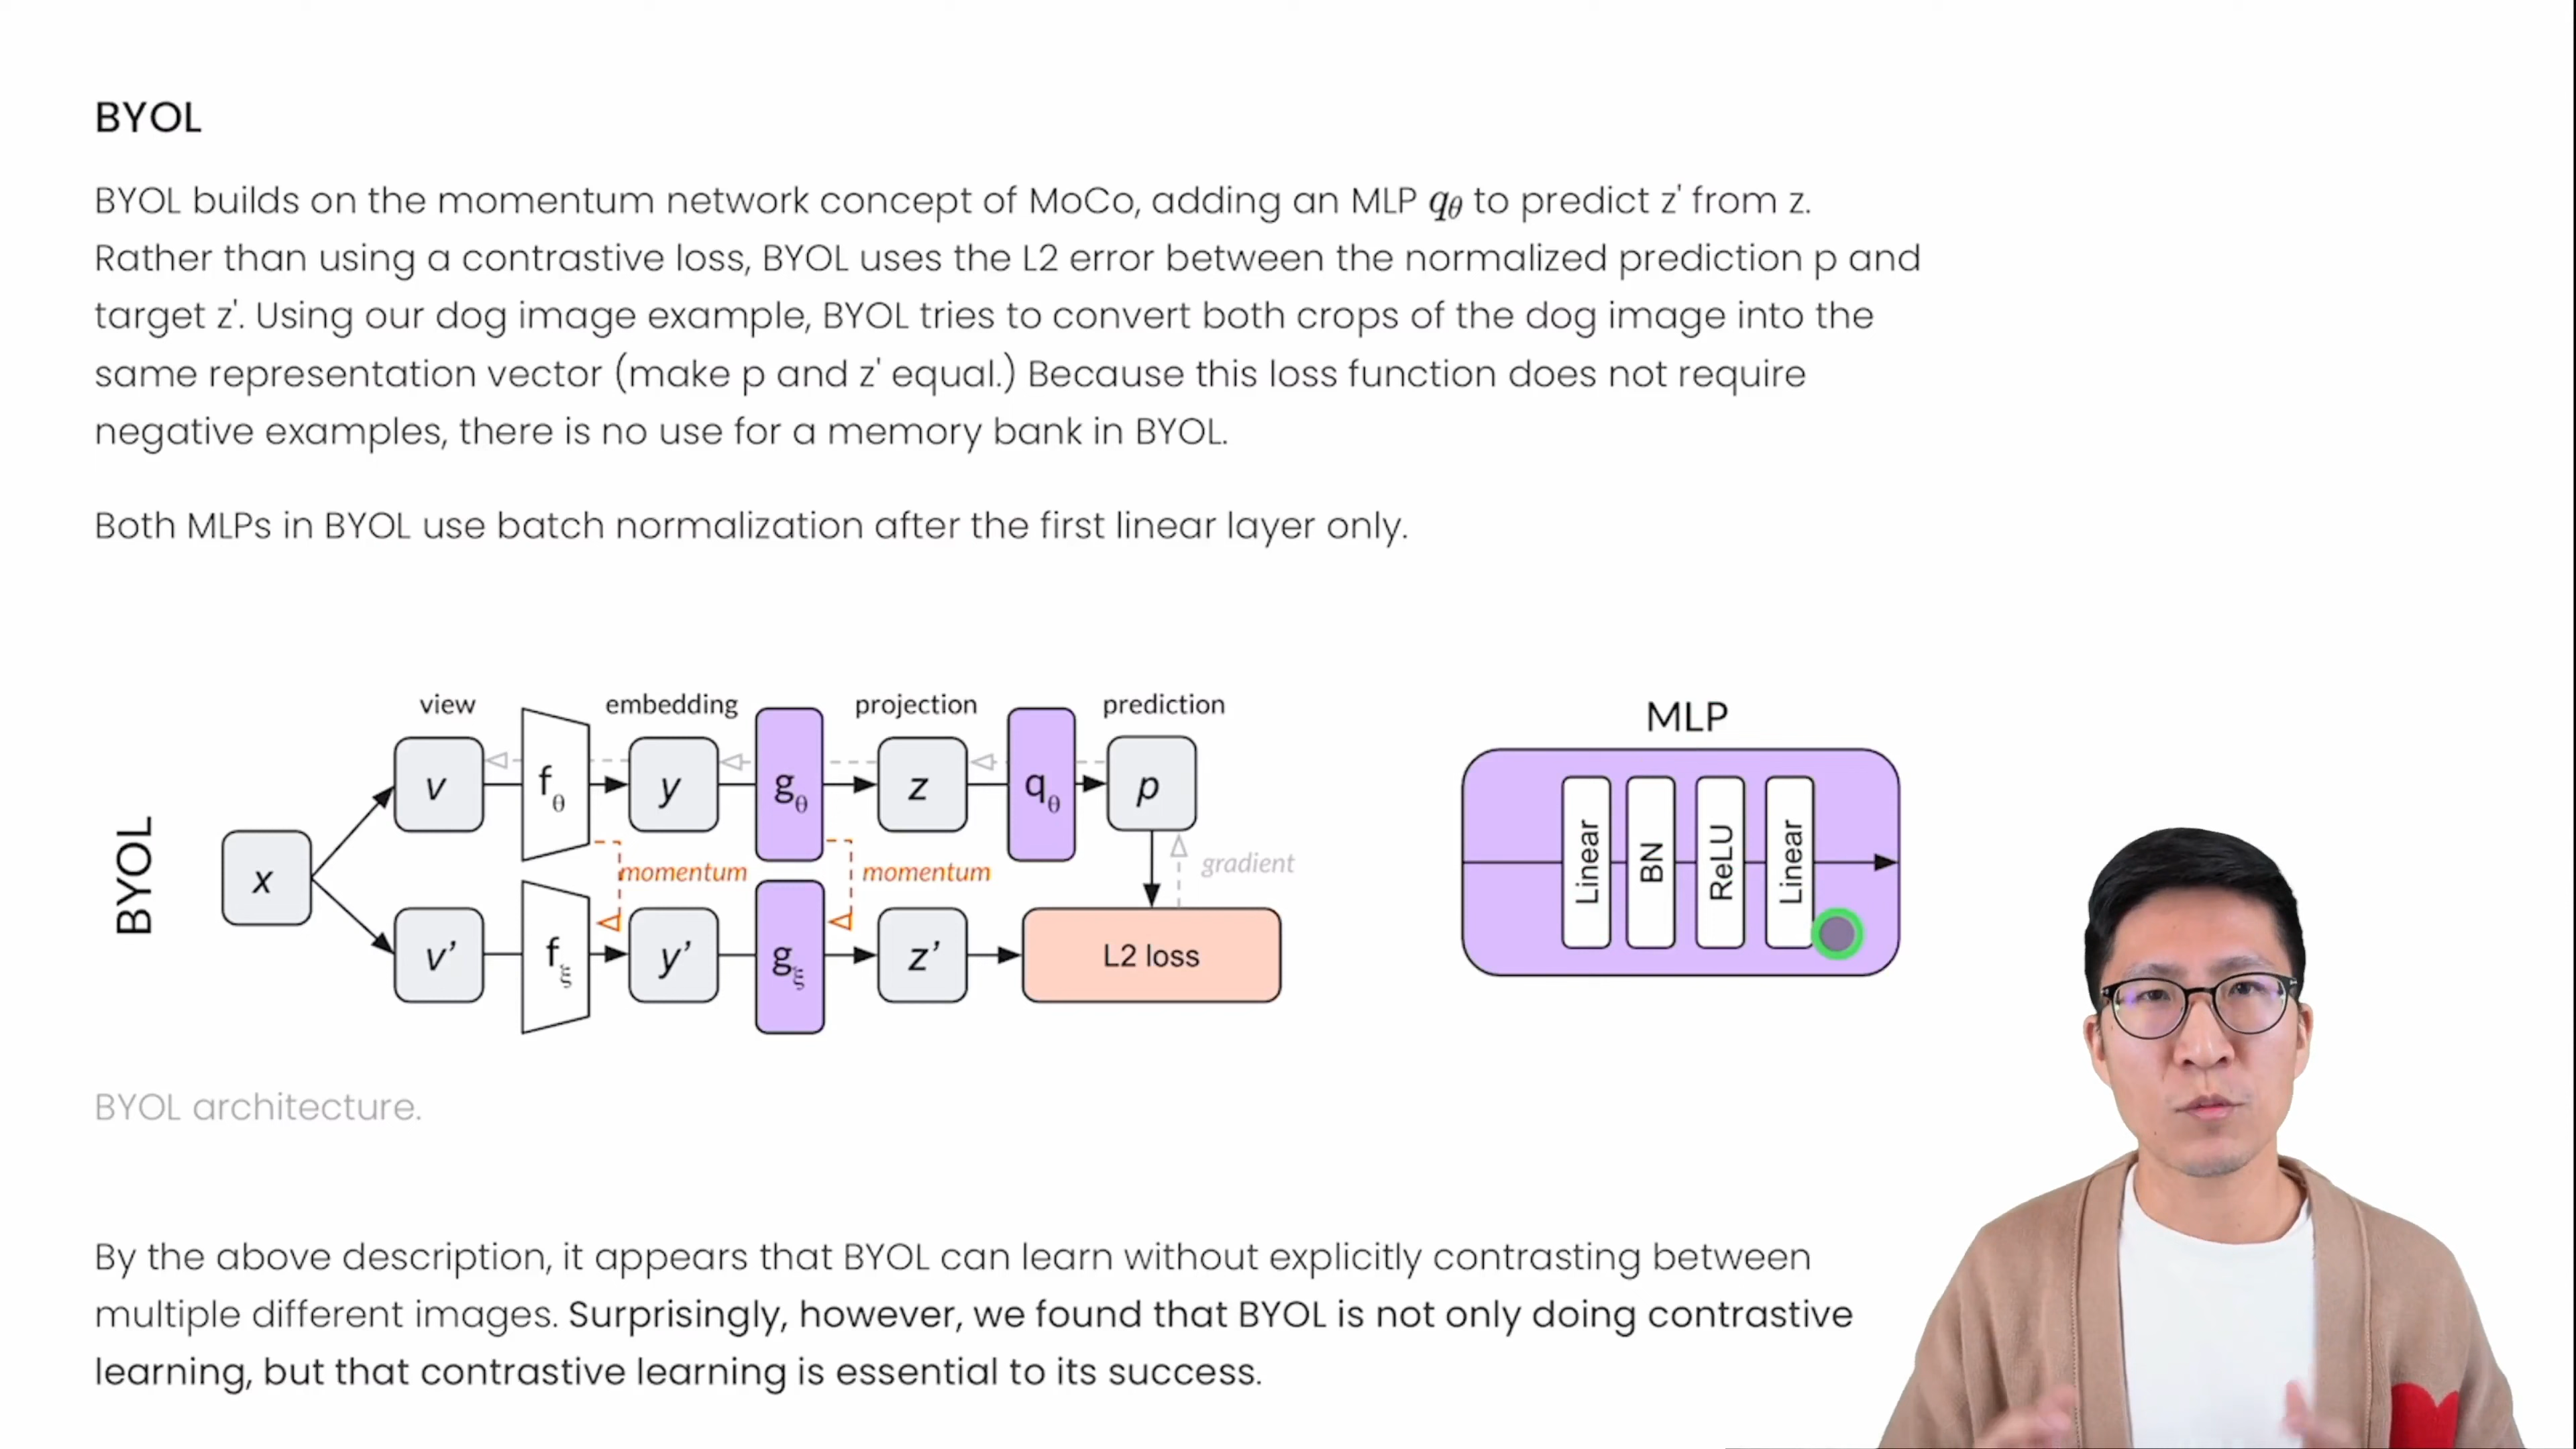 BYOL
BYOL builds on the momentum network concept of MoCo, adding an MLP qθ to predict z' from z.
Rather than using a contrastive loss, BYOL uses the L2 error between the normalized prediction p and
target z'. Using our dog image example, BYOL tries to convert both crops of the dog image into the
same representation vector (make p and z' equal.) Because this loss function does not require
negative examples, there is no use for a memory bank in BYOL.
Both MLPs in BYOL use batch normalization after the first linear layer only.
view embedding projection prediction
v fθ y gθ z qθ p
BYOL
x
momentum momentum gradient
v' fξ y' gξ z' L2 loss
MLP
Linear
BN
ReLU
Linear
BYOL architecture.
By the above description, it appears that BYOL can learn without explicitly contrasting between
multiple different images. Surprisingly, however, we found that BYOL is not only doing contrastive
learning, but that contrastive learning is essential to its success.